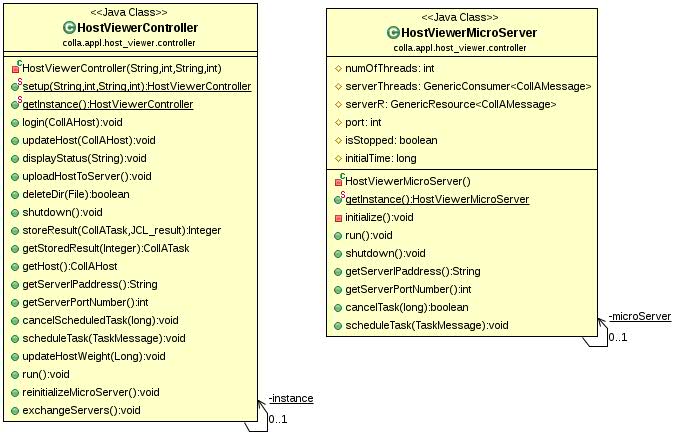 <<Java Class>>
HostViewerController
colla.appl.host_viewer.controller
HostViewerController(String,int,String,int)
setup(String,int,String,int):HostViewerController
getInstance():HostViewerController
login(CollAHost):void
updateHost(CollAHost):void
displayStatus(String):void
uploadHostToServer():void
deleteDir(File):boolean
shutdown():void
storeResult(CollATask,JCL_result):Integer
getStoredResult(Integer):CollATask
getHost():CollAHost
getServerIPaddress():String
getServerPortNumber():int
cancelScheduledTask(long):void
scheduleTask(TaskMessage):void
updateHostWeight(Long):void
run():void
reinitializeMicroServer():void
exchangeServers():void
-instance
0..1
<<Java Class>>
HostViewerMicroServer
colla.appl.host_viewer.controller
numOfThreads: int
serverThreads: GenericConsumer<CollAMessage>
serverR: GenericResource<CollAMessage>
port: int
isStopped: boolean
initialTime: long
HostViewerMicroServer()
getInstance():HostViewerMicroServer
initialize():void
run():void
shutdown():void
getServerIPaddress():String
getServerPortNumber():int
cancelTask(long):boolean
scheduleTask(TaskMessage):void
-microServer
0..1